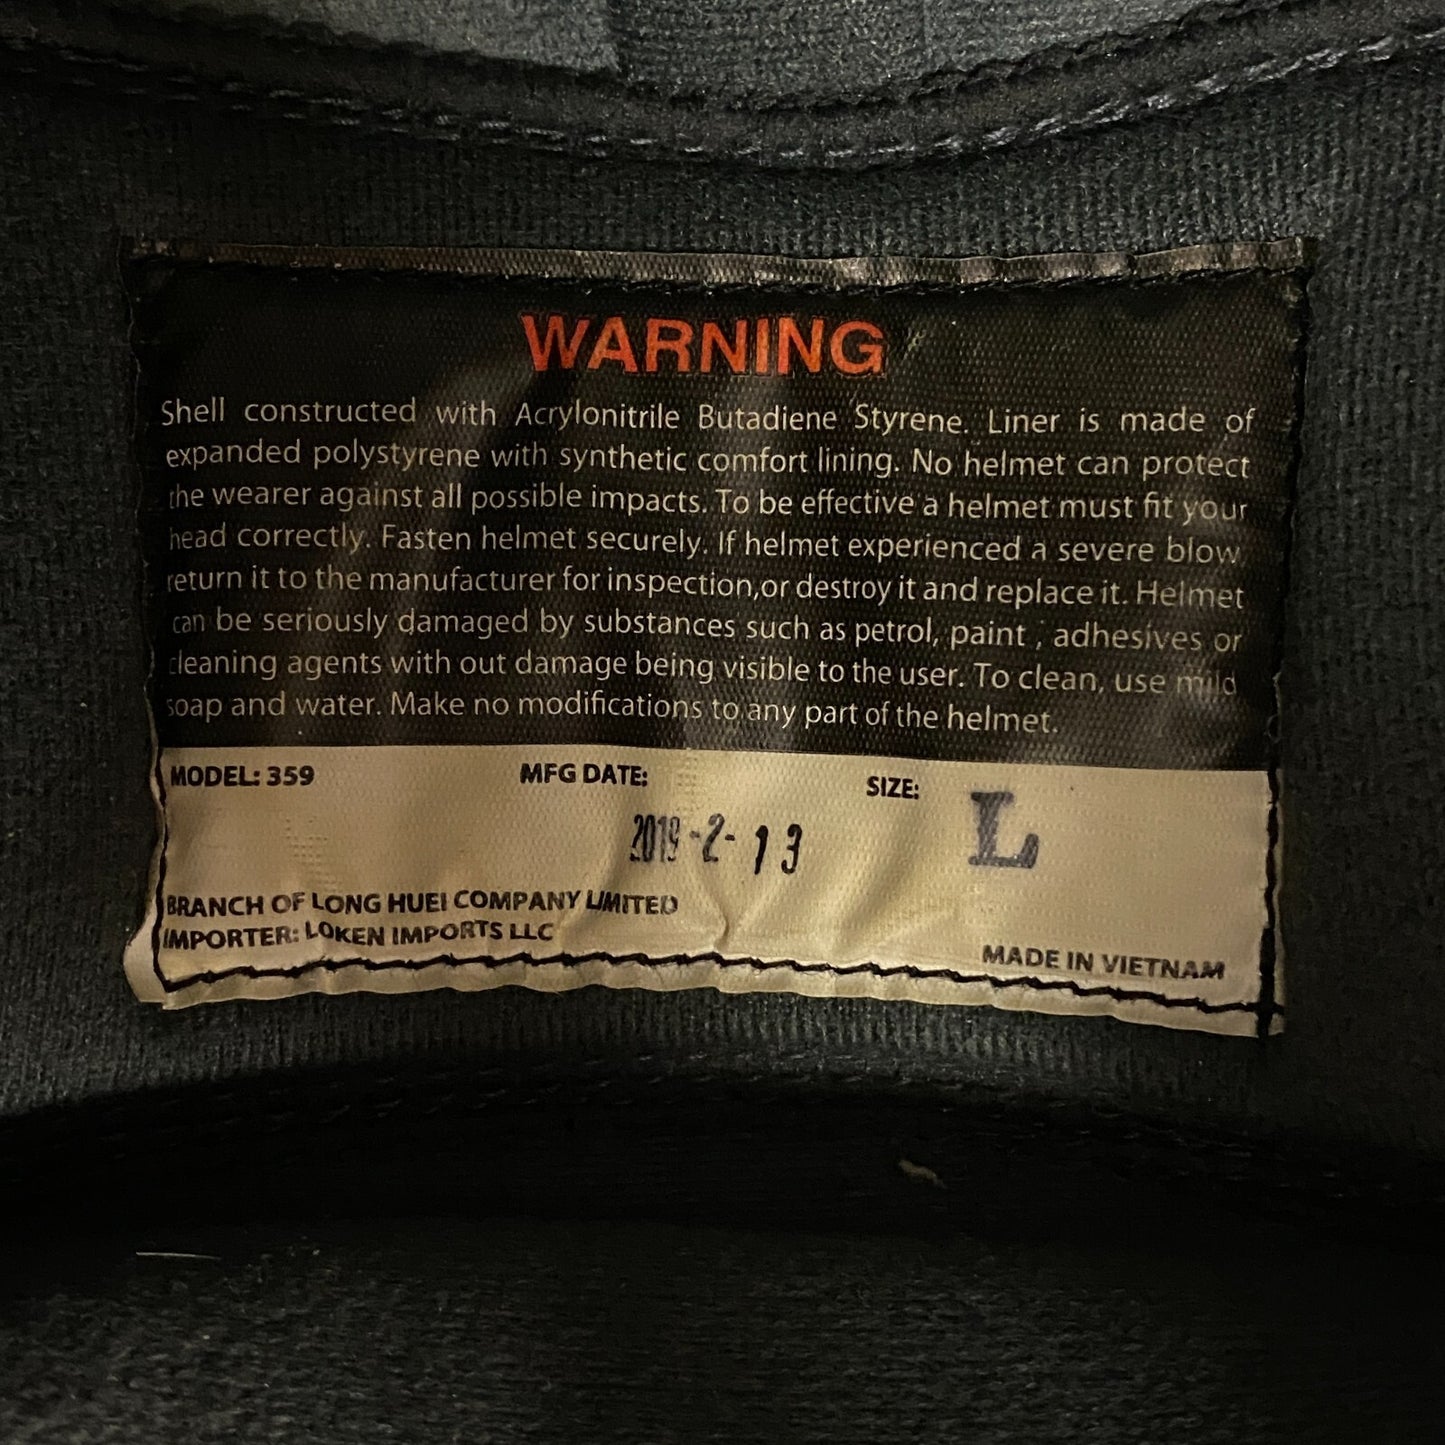 WARNING
Shell constructed with Acrylonitrile Butadiene Styrene. Liner is made of
expanded polystyrene with synthetic comfort lining. No helmet can protect
the wearer against all possible impacts. To be effective a helmet must fit your
head correctly. Fasten helmet securely. If helmet experienced a severe blow
return it to the manufacturer for inspection,or destroy it and replace it. Helmet
can be seriously damaged by substances such as petrol, paint , adhesives or
cleaning agents with out damage being visible to the user. To clean, use mild
soap and water. Make no modifications to any part of the helmet.
MODEL: 359 MFG DATE: SIZE:
2019-2-13 L
BRANCH OF LONG HUEI COMPANY LIMITED
IMPORTER: LOKEN IMPORTS LLC
MADE IN VIETNAM